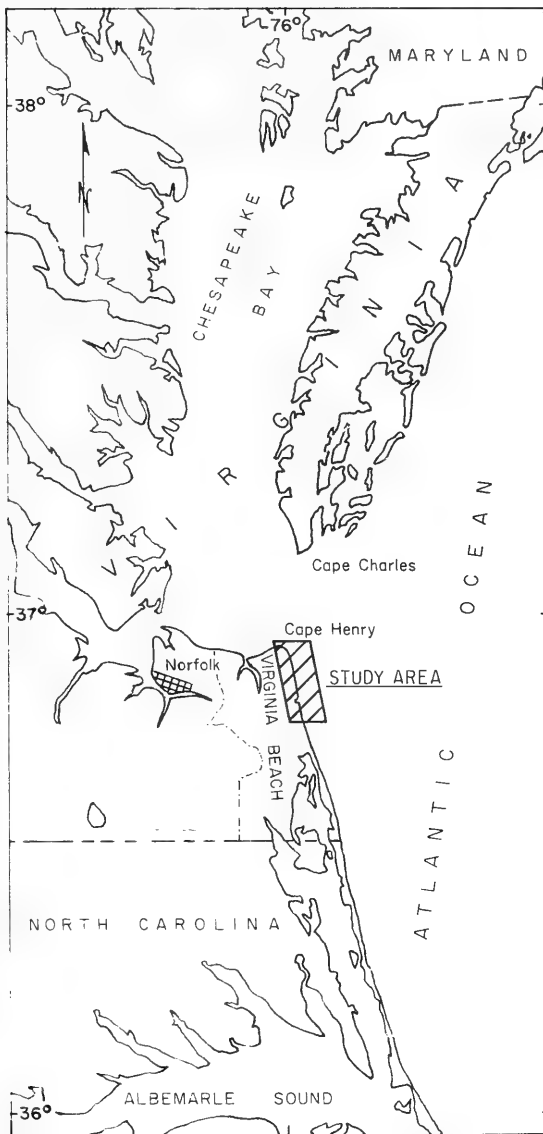 76°
MARYLAND
38°
N
CHESAPEAKE
BAY
VIRGINIA
OCEAN
Cape Charles
37°
Cape Henry
Norfolk
VIRGINIA BEACH
STUDY AREA
ATLANTIC
NORTH CAROLINA
ALBEMARLE SOUND
36°